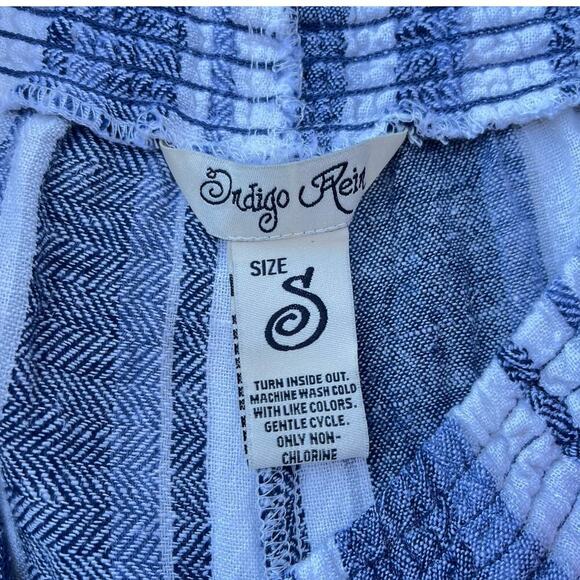 Indigo Rein
SIZE
S
TURN INSIDE OUT.
MACHINE WASH COLD
WITH LIKE COLORS.
GENTLE CYCLE.
ONLY NON-
CHLORINE